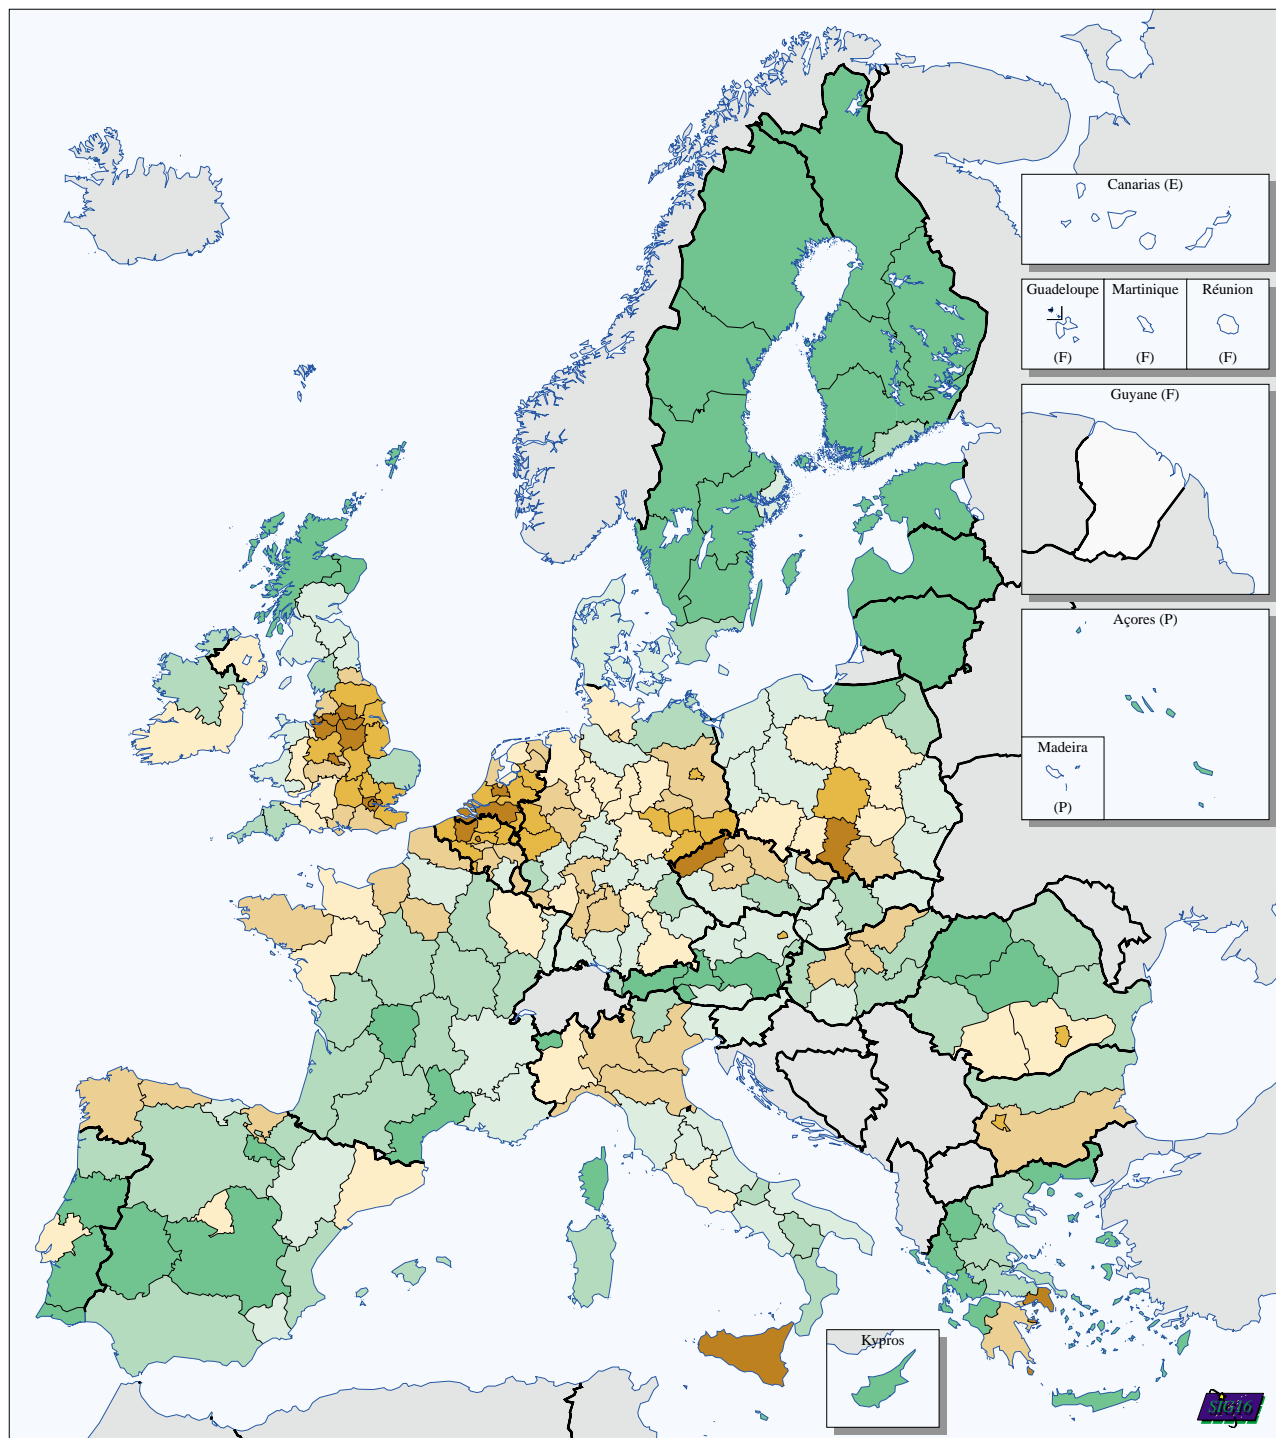 Canarias (E)
Guadeloupe
Martinique
Réunion
(F)
(F)
(F)
Guyane (F)
Açores (P)
Madeira
(P)
Kypros
SIG16